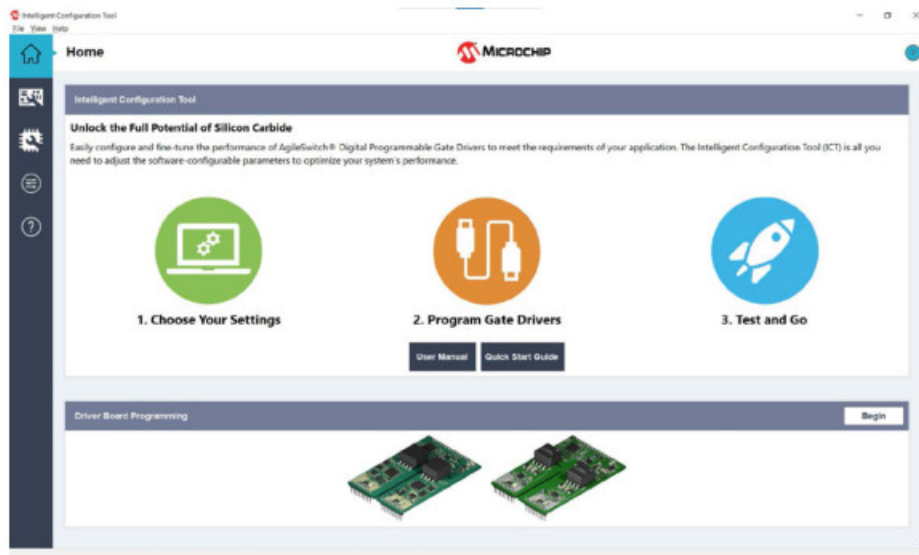 Intelligent Configuration Tool
File View Help
Home
MICROCHIP
Intelligent Configuration Tool
Unlock the Full Potential of Silicon Carbide
Easily configure and fine-tune the performance of AgileSwitch® Digital Programmable Gate Drivers to meet the requirements of your application. The Intelligent Configuration Tool (ICT) is all you
need to adjust the software-configurable parameters to optimize your system's performance.
1. Choose Your Settings
2. Program Gate Drivers
3. Test and Go
User Manual
Quick Start Guide
Driver Board Programming
Begin